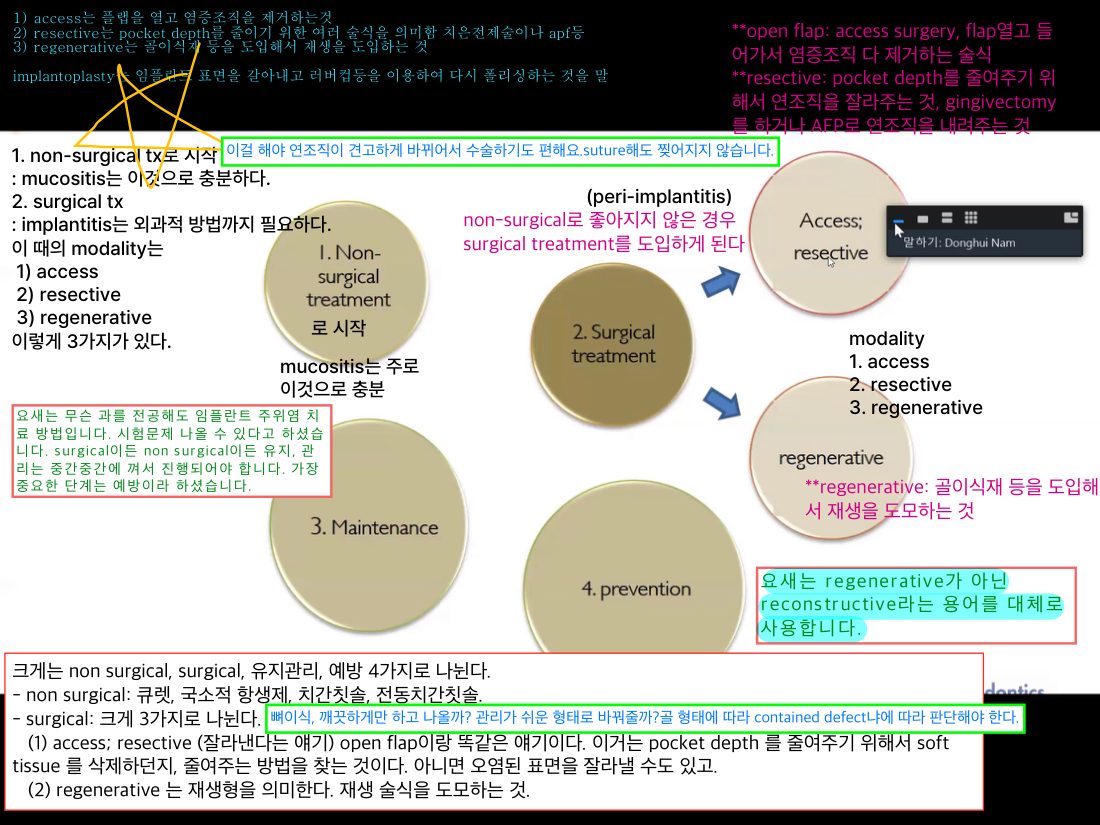 1) access는 플랩을 열고 염증조직을 제거하는것
2) resective는 pocket depth를 줄이기 위한 여러 술식을 의미함 치은전제술이나 apf등
3) regenerative는 골이식재 등을 도입해서 재생을 도입하는 것
implantoplasty는 임플란트 표면을 갈아내고 러버컵등을 이용하여 다시 폴리싱하는 것을 말
**open flap: access surgery, flap열고 들
어가서 염증조직 다 제거하는 술식
**resective: pocket depth를 줄여주기 위
해서 연조직을 잘라주는 것, gingivectomy
를 하거나 AFP로 연조직을 내려주는 것
1. non-surgical tx로 시작
이걸 해야 연조직이 견고하게 바뀌어서 수술하기도 편해요.suture해도 찢어지지 않습니다.
: mucositis는 이것으로 충분하다.
2. surgical tx
: implantitis는 외과적 방법까지 필요하다.
이 때의 modality는
1) access
2) resective
3) regenerative
이렇게 3가지가 있다.
1. Non-
surgical
treatment
로 시작
mucositis는 주로
이것으로 충분
(peri-implantitis)
non-surgical로 좋아지지 않은 경우
surgical treatment를 도입하게 된다
2. Surgical
treatment
Access;
resective
말하기: Donghui Nam
modality
1. access
2. resective
3. regenerative
regenerative
**regenerative: 골이식재 등을 도입해
서 재생을 도모하는 것
요새는 무슨 과를 전공해도 임플란트 주위염 치
료 방법입니다. 시험문제 나올 수 있다고 하셨습
니다. surgical이든 non surgical이든 유지, 관
리는 중간중간에 껴서 진행되어야 합니다. 가장
중요한 단계는 예방이라 하셨습니다.
3. Maintenance
4. prevention
요새는 regenerative가 아닌
reconstructive라는 용어를 대체로
사용합니다.
크게는 non surgical, surgical, 유지관리, 예방 4가지로 나뉜다.
- non surgical: 큐렛, 국소적 항생제, 치간칫솔, 전동치간칫솔.
- surgical: 크게 3가지로 나뉜다. 뼈이식, 깨끗하게만 하고 나올까? 관리가 쉬운 형태로 바꿔줄까?골 형태에 따라 contained defect냐에 따라 판단해야 한다.
(1) access; resective (잘라낸다는 얘기) open flap이랑 똑같은 얘기이다. 이거는 pocket depth 를 줄여주기 위해서 soft
tissue 를 삭제하던지, 줄여주는 방법을 찾는 것이다. 아니면 오염된 표면을 잘라낼 수도 있고.
(2) regenerative 는 재생형을 의미한다. 재생 술식을 도모하는 것.